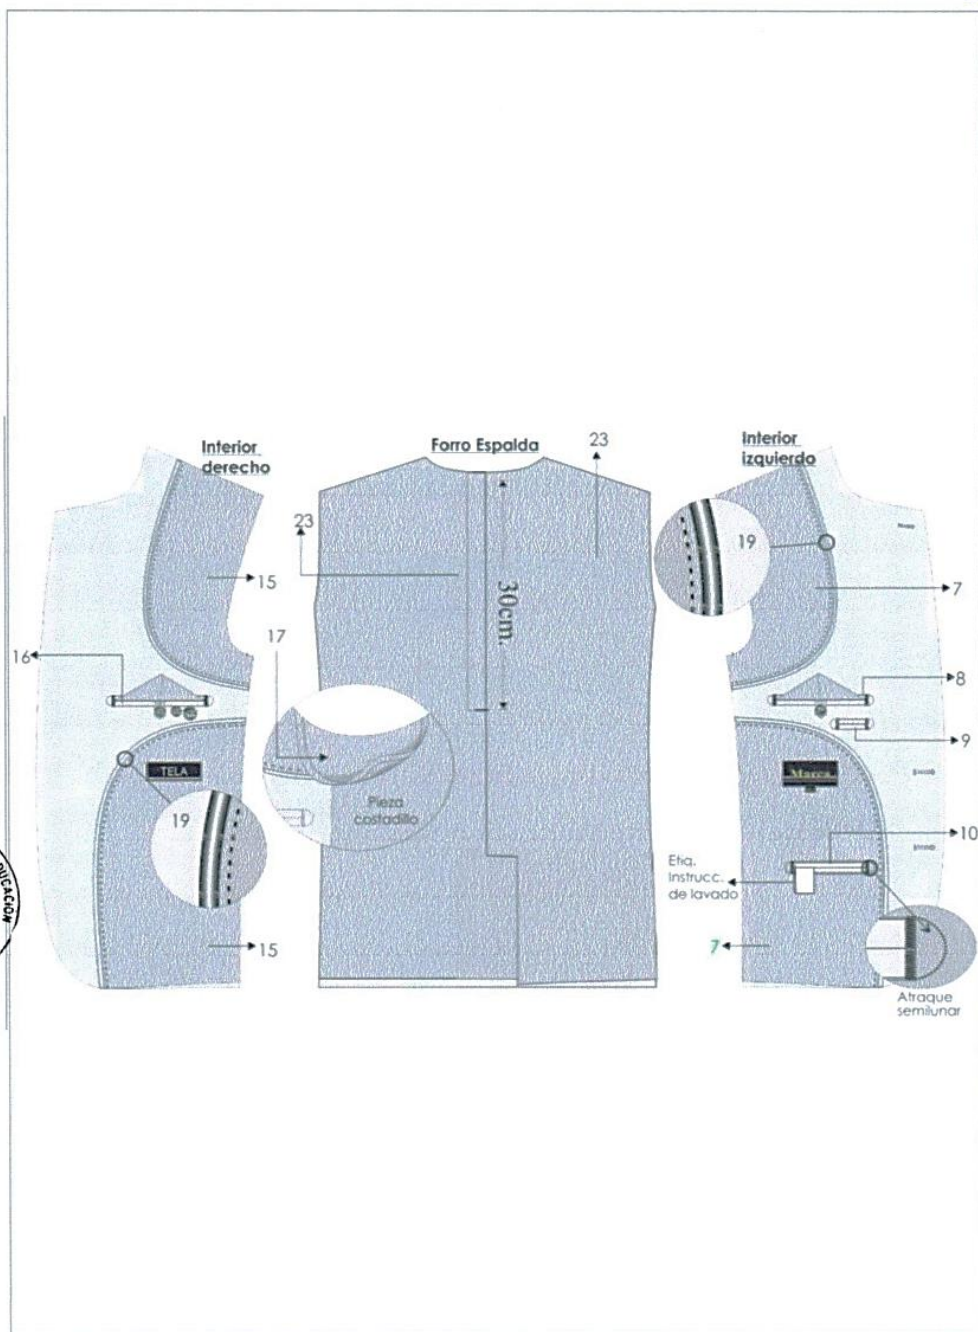 Interior
derecho
Forro Espalda
23
Interior
izquierdo
23
19
15
30cm.
7
17
16
8
9
TELA
Marca
Pieza
costadillo
19
10
Etiq.
Instrucc.
de lavado
15
7
Atraque
semilunar